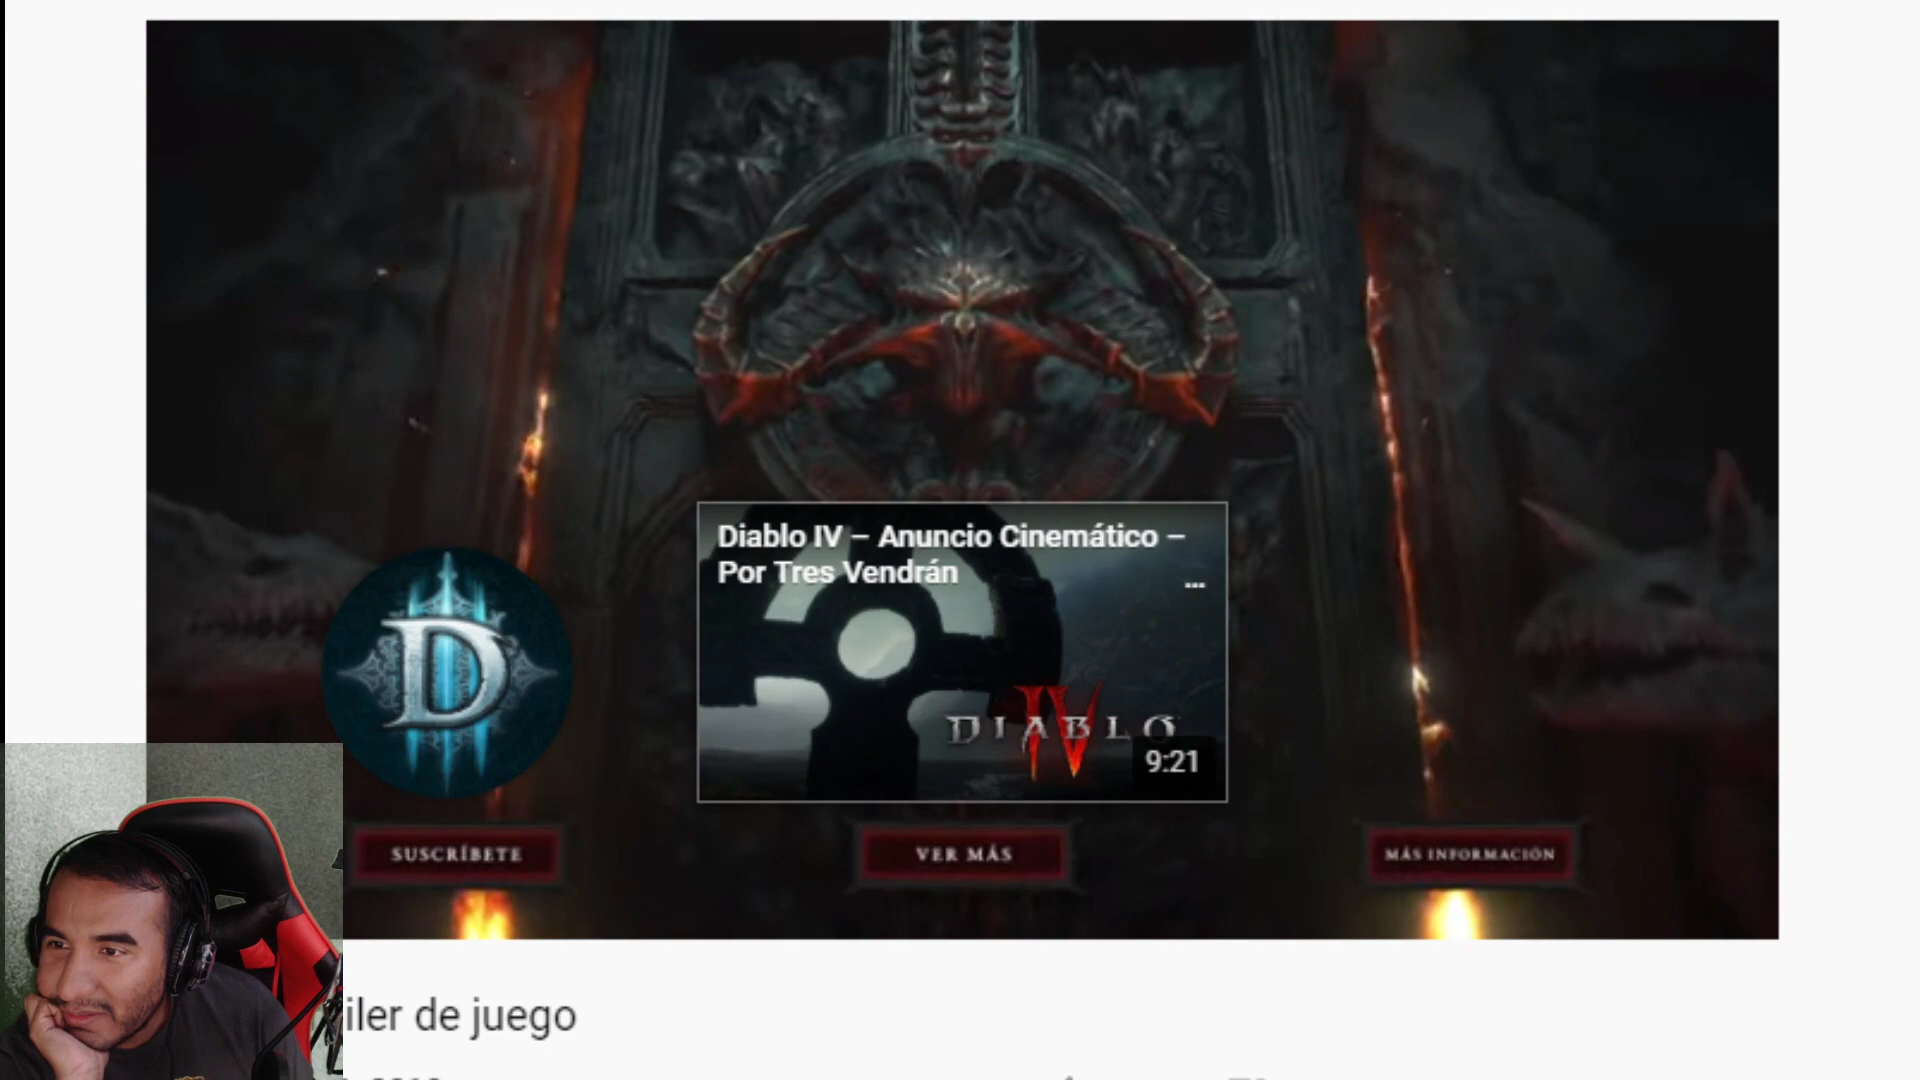 Diablo IV – Anuncio Cinemático –
Por Tres Vendrán
...
D
DIABLO
IV
9:21
SUSCRÍBETE
VER MÁS
MÁS INFORMACIÓN
iler de juego